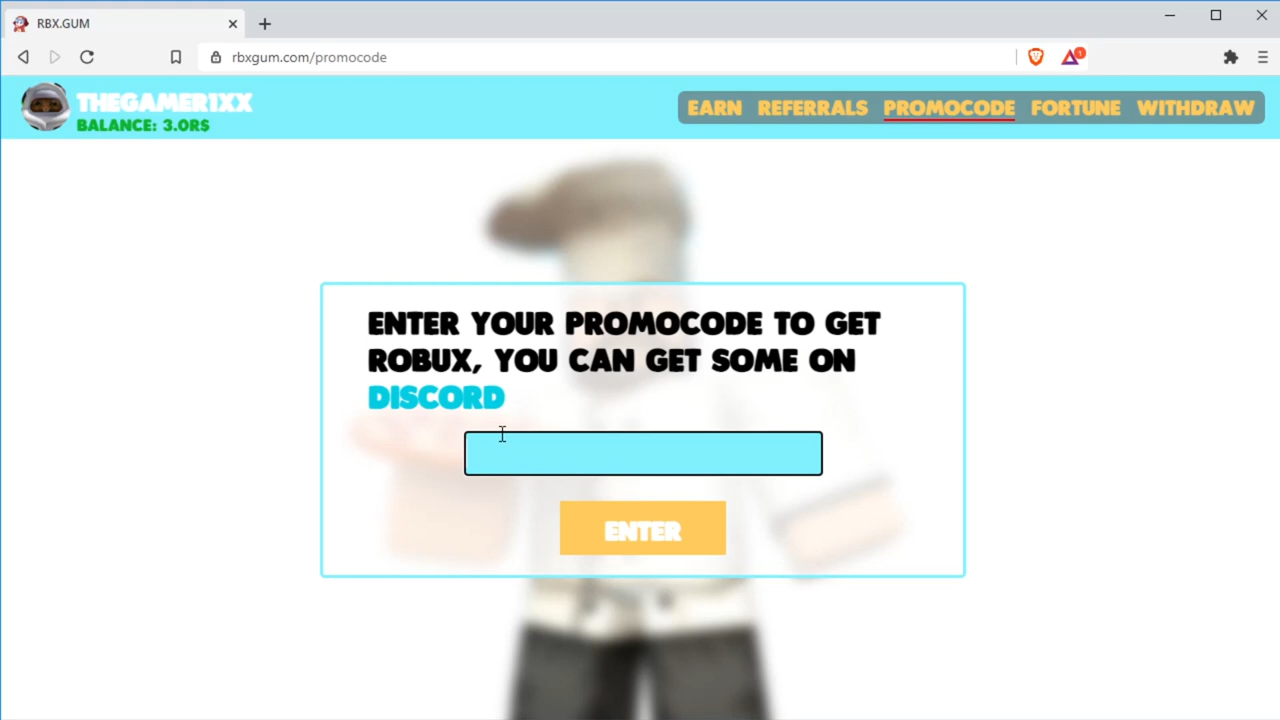 RBX.GUM
rbxgum.com/promocode
1
THEGAMER1XX
BALANCE: 3.0R$
EARN REFERRALS PROMOCODE FORTUNE WITHDRAW
ENTER YOUR PROMOCODE TO GET
ROBUX, YOU CAN GET SOME ON
DISCORD
ENTER